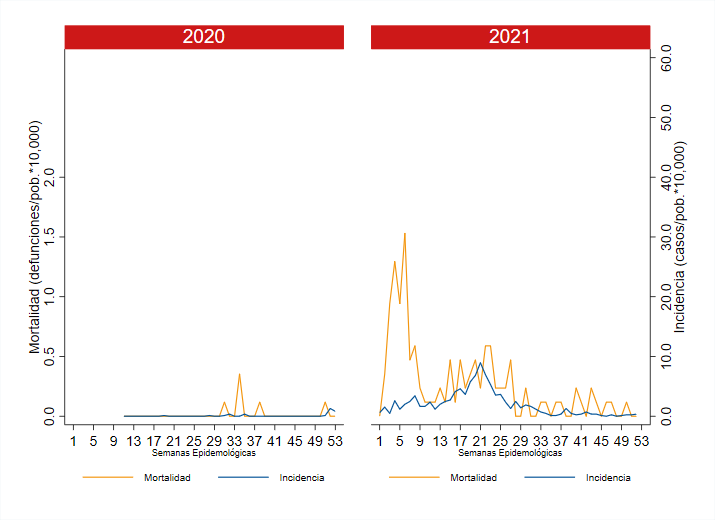 2020
2021
Mortalidad (defunciones/pob.*10,000)
0.0
0.5
1.0
1.5
2.0
Incidencia (casos/pob.*10,000)
0.0
10.0
20.0
30.0
40.0
50.0
60.0
1 5 9 13 17 21 25 29 33 37 41 45 49 53
Semanas Epidemológicas
1 5 9 13 17 21 25 29 33 37 41 45 49 53
Semanas Epidemológicas
Mortalidad Incidencia
Mortalidad Incidencia